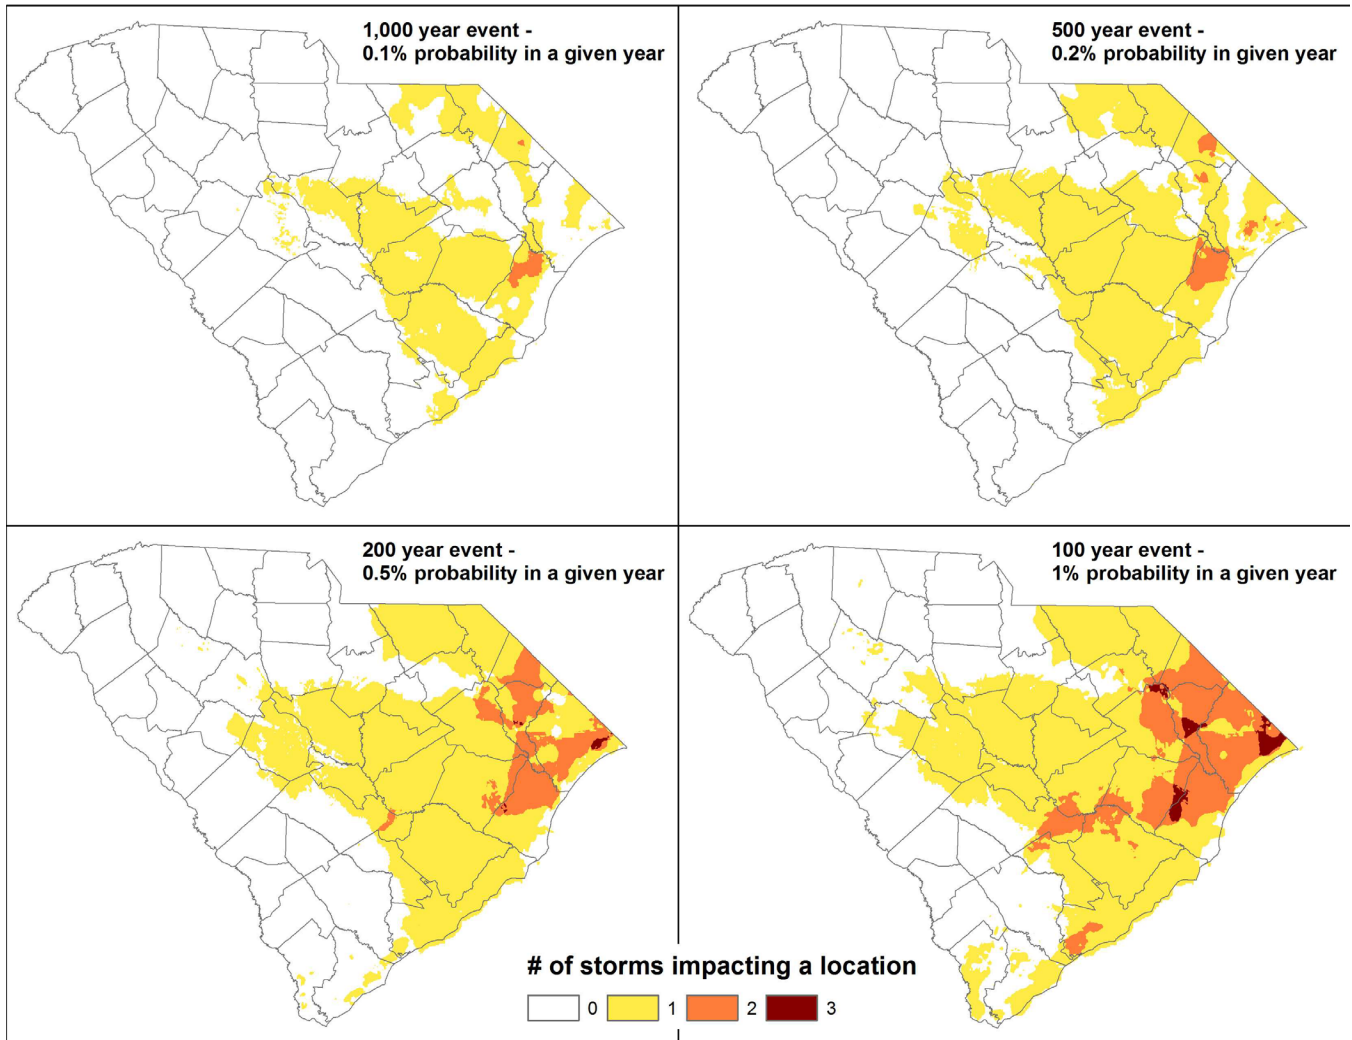 1,000 year event -
0.1% probability in a given year
500 year event -
0.2% probability in a given year
200 year event -
0.5% probability in a given year
100 year event -
1% probability in a given year
# of storms impacting a location
0 1 2 3